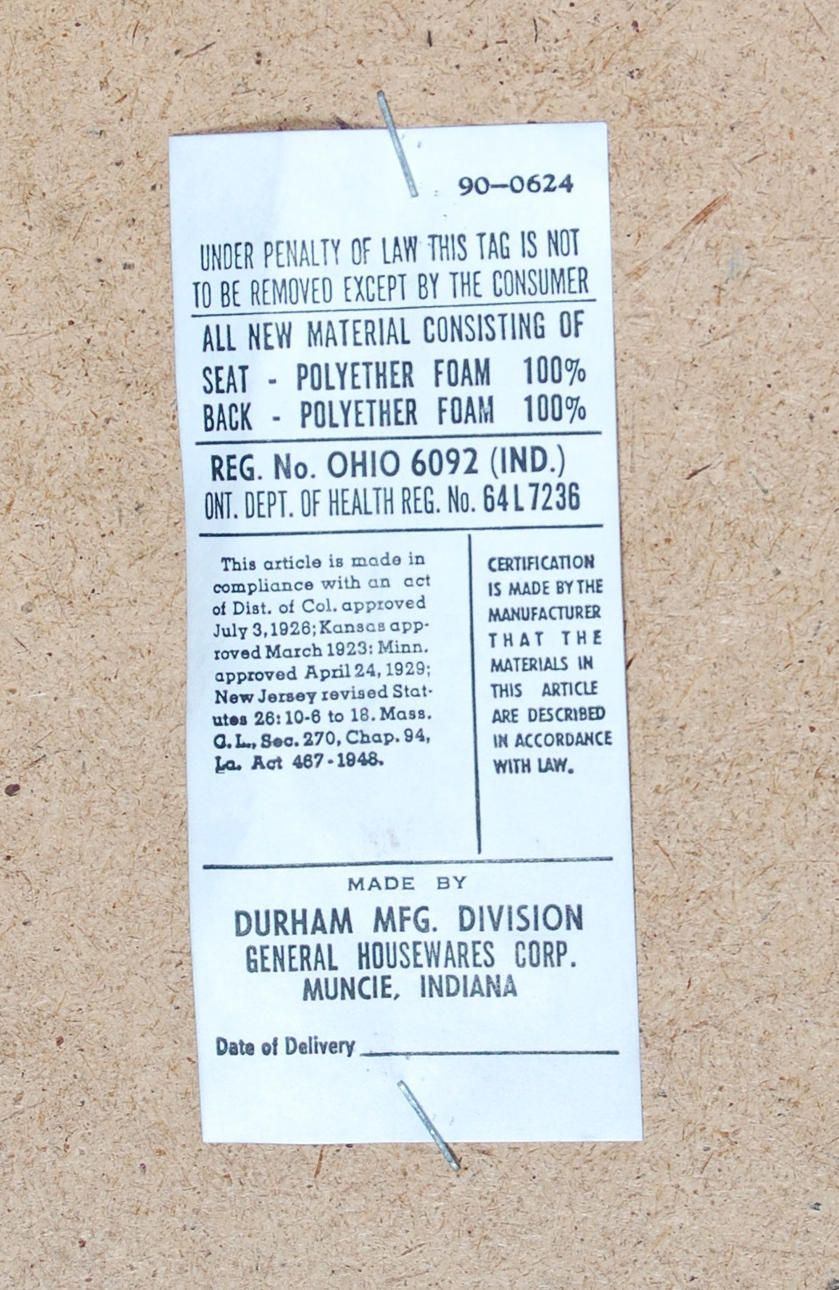 90–0624
UNDER PENALTY OF LAW THIS TAG IS NOT
TO BE REMOVED EXCEPT BY THE CONSUMER
ALL NEW MATERIAL CONSISTING OF
SEAT - POLYETHER FOAM 100%
BACK - POLYETHER FOAM 100%
REG. No. OHIO 6092 (IND.)
ONT. DEPT. OF HEALTH REG. No. 64L7236
This article is made in
compliance with an act
of Dist. of Col. approved
July 3, 1926; Kansas app-
roved March 1923: Minn.
approved April 24, 1929;
New Jersey revised Stat-
utes 26: 10-6 to 18. Mass.
G.L., Sec. 270, Chap. 94,
La. Act 467-1948.
CERTIFICATION
IS MADE BY THE
MANUFACTURER
THAT THE
MATERIALS IN
THIS ARTICLE
ARE DESCRIBED
IN ACCORDANCE
WITH LAW.
MADE BY
DURHAM MFG. DIVISION
GENERAL HOUSEWARES CORP.
MUNCIE, INDIANA
Date of Delivery